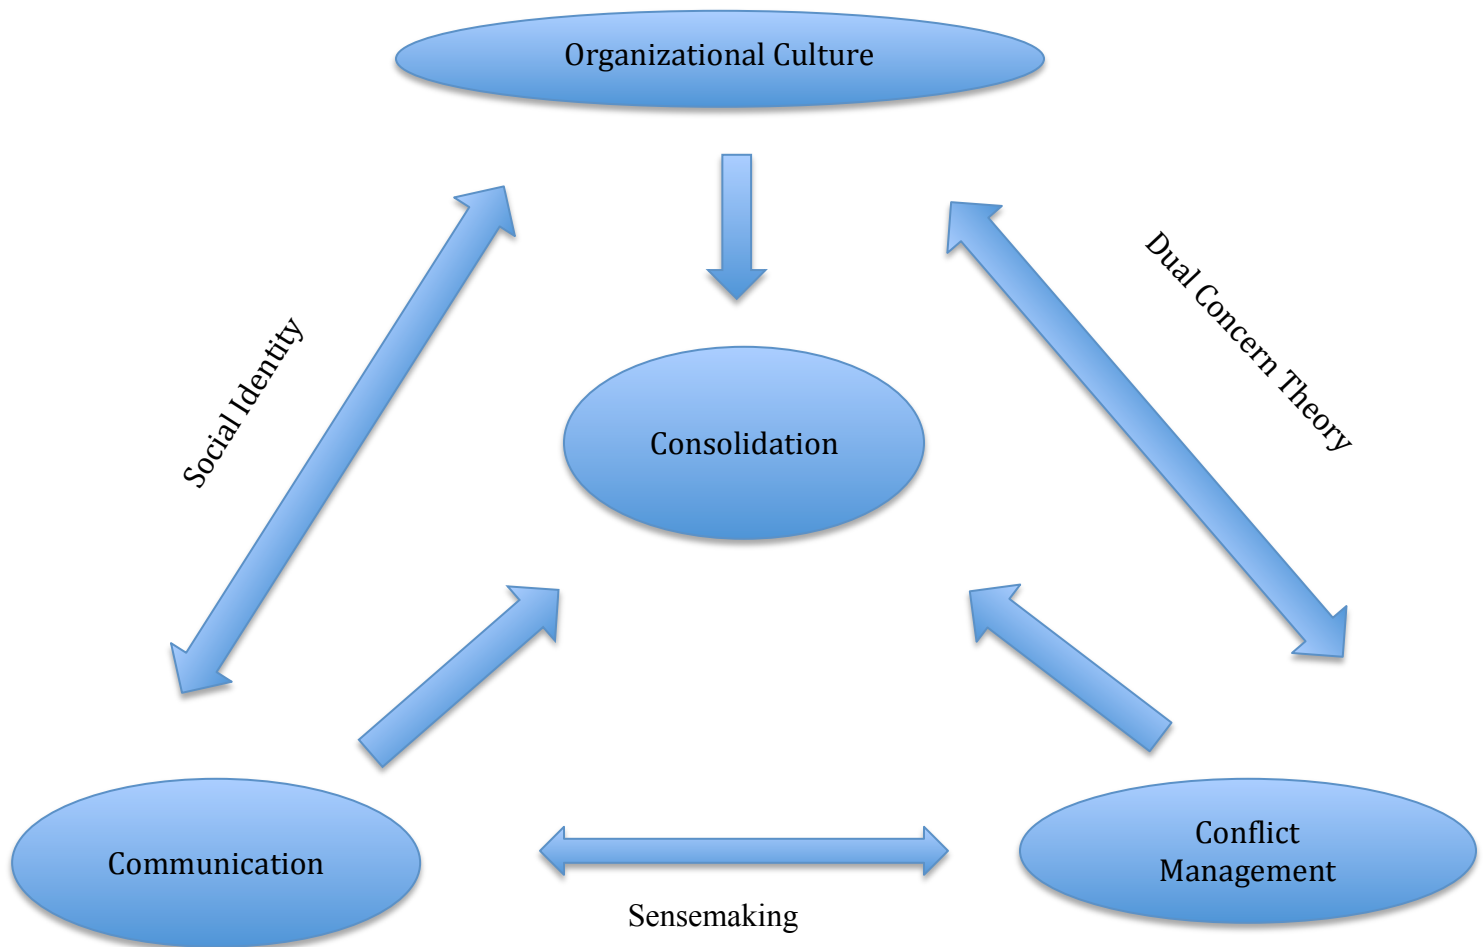 Organizational Culture
Social Identity
Dual Concern Theory
Consolidation
Communication
Conflict
Management
Sensemaking